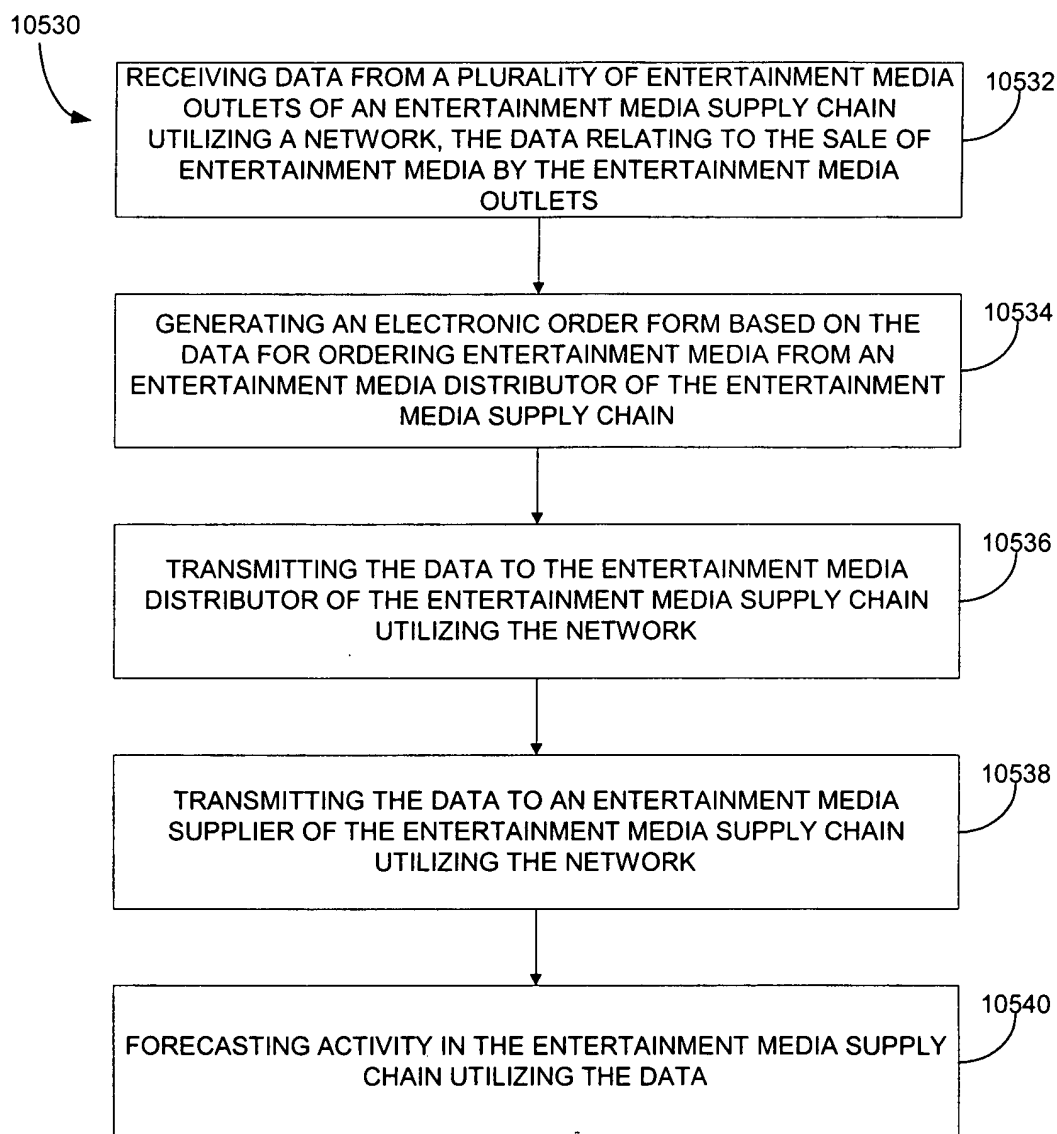 10530
RECEIVING DATA FROM A PLURALITY OF ENTERTAINMENT MEDIA
OUTLETS OF AN ENTERTAINMENT MEDIA SUPPLY CHAIN
UTILIZING A NETWORK, THE DATA RELATING TO THE SALE OF
ENTERTAINMENT MEDIA BY THE ENTERTAINMENT MEDIA
OUTLETS
10532
GENERATING AN ELECTRONIC ORDER FORM BASED ON THE
DATA FOR ORDERING ENTERTAINMENT MEDIA FROM AN
ENTERTAINMENT MEDIA DISTRIBUTOR OF THE ENTERTAINMENT
MEDIA SUPPLY CHAIN
10534
TRANSMITTING THE DATA TO THE ENTERTAINMENT MEDIA
DISTRIBUTOR OF THE ENTERTAINMENT MEDIA SUPPLY CHAIN
UTILIZING THE NETWORK
10536
TRANSMITTING THE DATA TO AN ENTERTAINMENT MEDIA
SUPPLIER OF THE ENTERTAINMENT MEDIA SUPPLY CHAIN
UTILIZING THE NETWORK
10538
FORECASTING ACTIVITY IN THE ENTERTAINMENT MEDIA SUPPLY
CHAIN UTILIZING THE DATA
10540